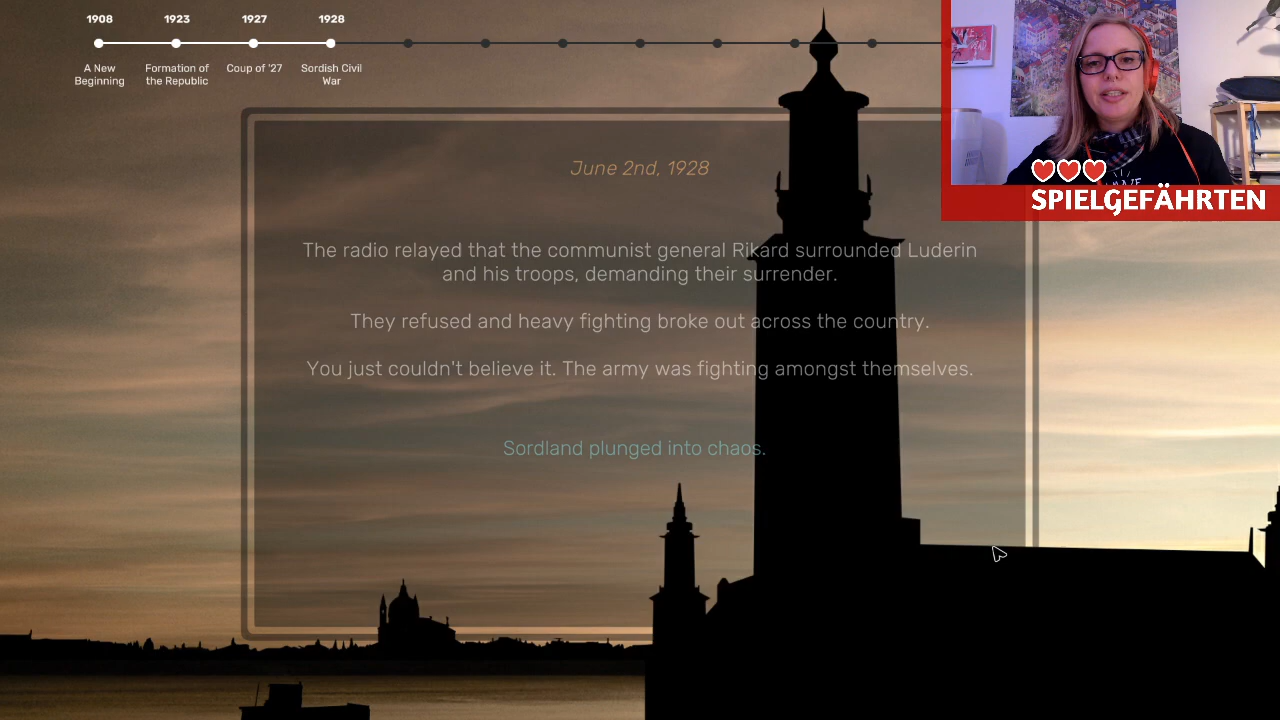 1908
1923
1927
1928
A New
Beginning
Formation of
the Republic
Coup of '27
Sordish Civil
War
SPIELGEFÄHRTEN
June 2nd, 1928
The radio relayed that the communist general Rikard surrounded Luderin
and his troops, demanding their surrender.
They refused and heavy fighting broke out across the country.
You just couldn't believe it. The army was fighting amongst themselves.
Sordland plunged into chaos.